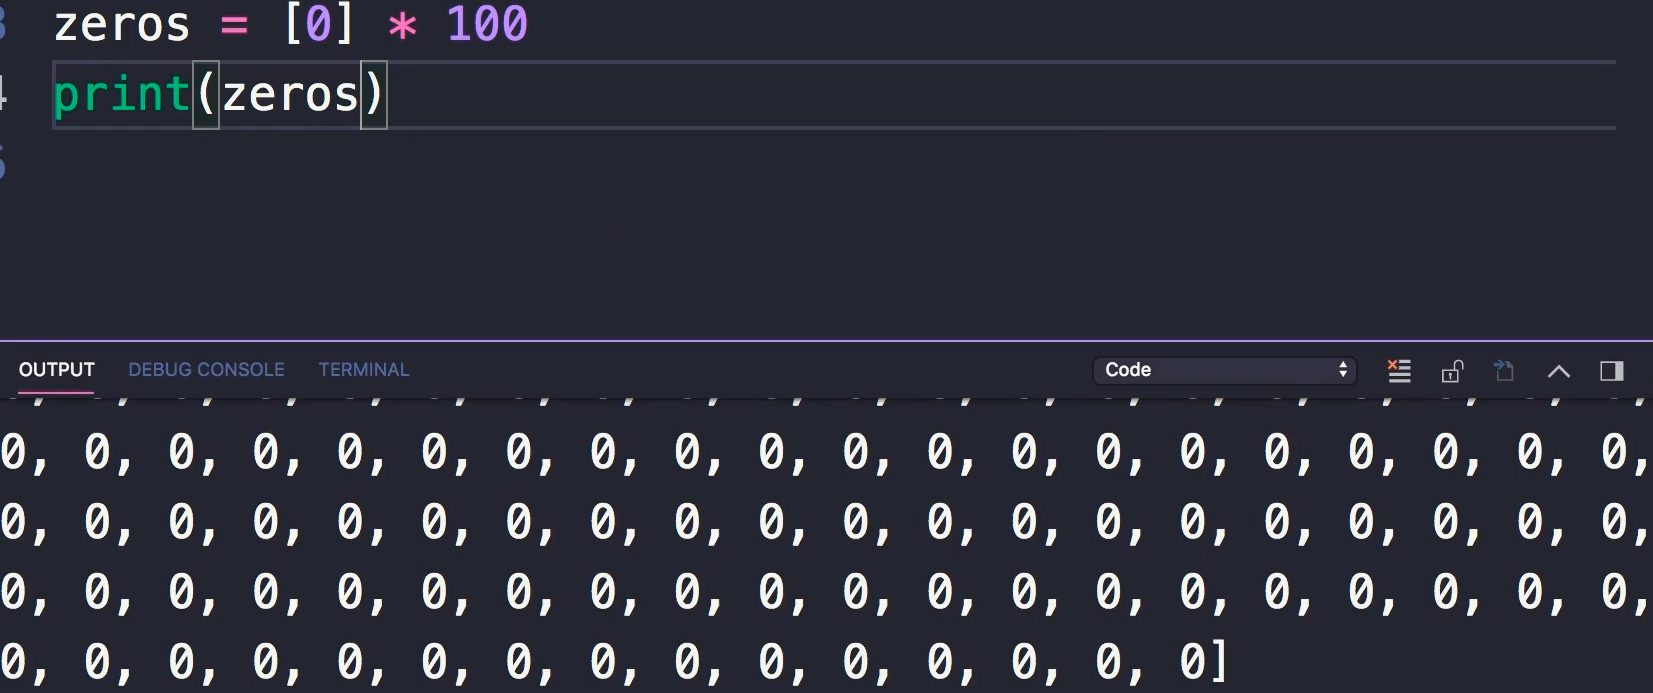 zeros = [0] * 100
4
print(zeros)
OUTPUT DEBUG CONSOLE TERMINAL Code
0, 0, 0, 0, 0, 0, 0, 0, 0, 0, 0, 0, 0, 0, 0, 0, 0, 0, 0, 0,
0, 0, 0, 0, 0, 0, 0, 0, 0, 0, 0, 0, 0, 0, 0, 0, 0, 0, 0, 0,
0, 0, 0, 0, 0, 0, 0, 0, 0, 0, 0, 0, 0, 0, 0, 0, 0, 0, 0, 0,
0, 0, 0, 0, 0, 0, 0, 0, 0, 0, 0, 0, 0, 0, 0]